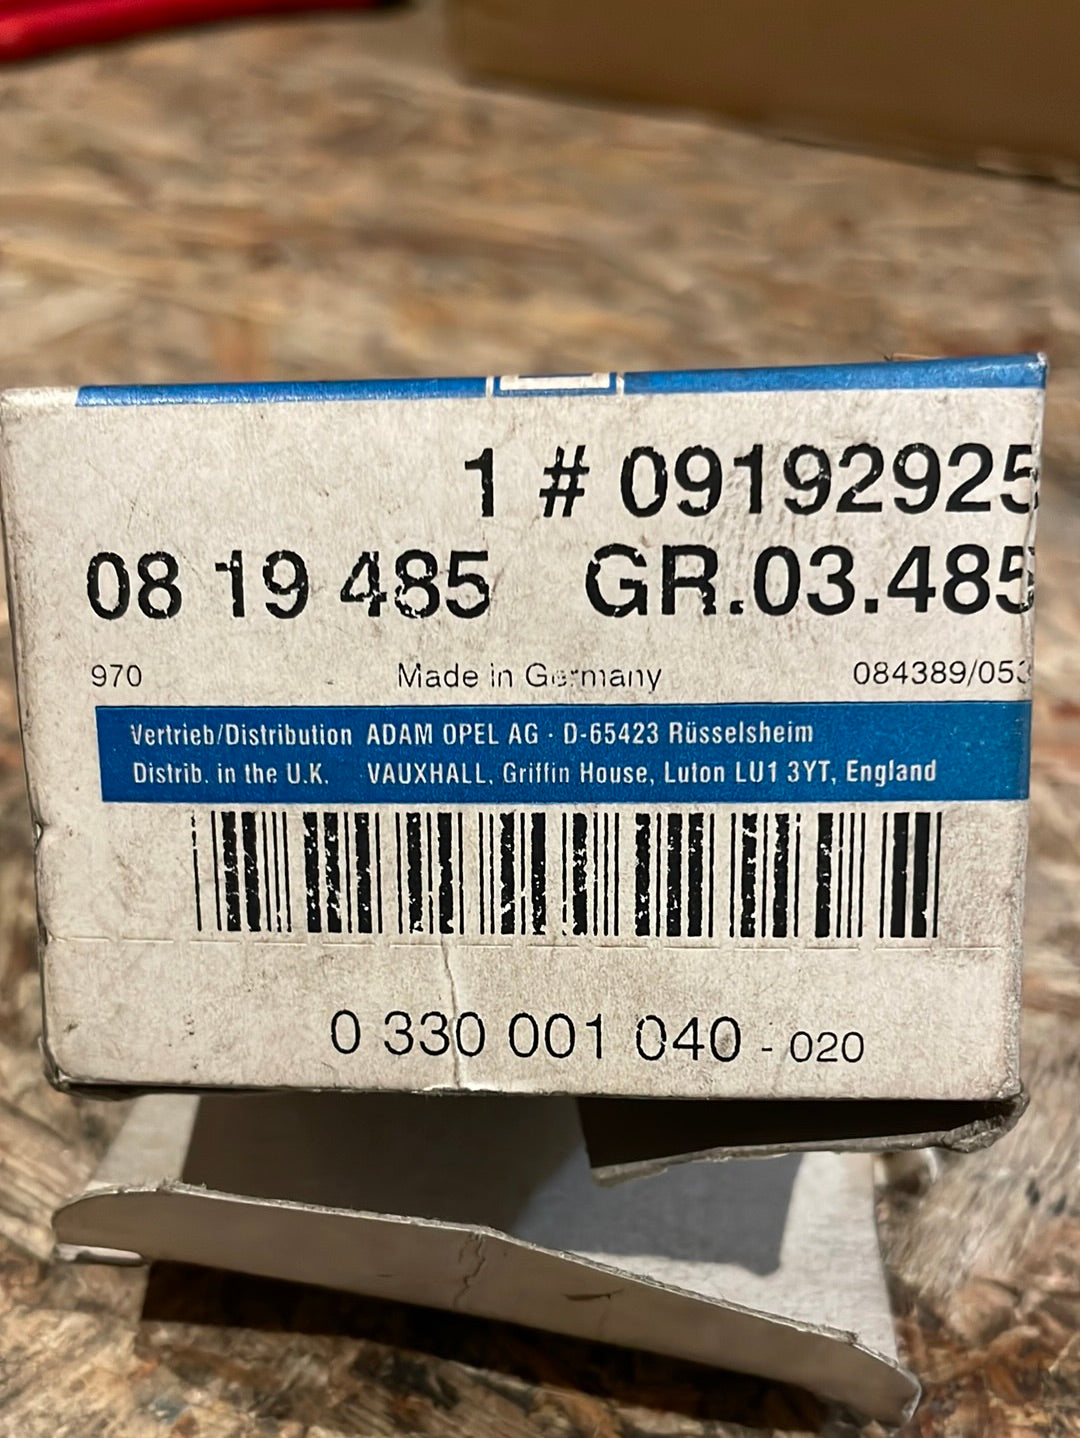 1 # 09192925
08 19 485 GR.03.485
970 Made in Germany 084389/053
Vertrieb/Distribution ADAM OPEL AG · D-65423 Rüsselsheim
Distrib. in the U.K. VAUXHALL, Griffin House, Luton LU1 3YT, England
0 330 001 040 - 020